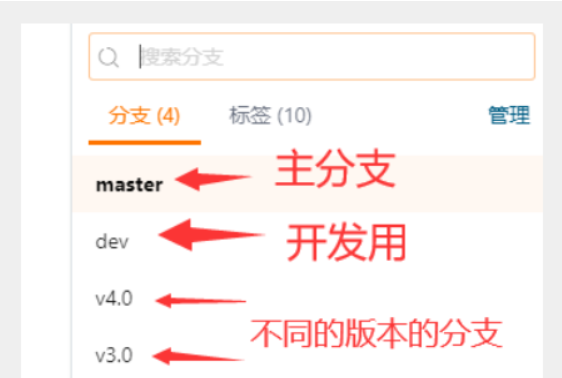 搜索分支
分支 (4) 标签 (10) 管理
master 主分支
dev 开发用
v4.0
不同的版本的分支
v3.0